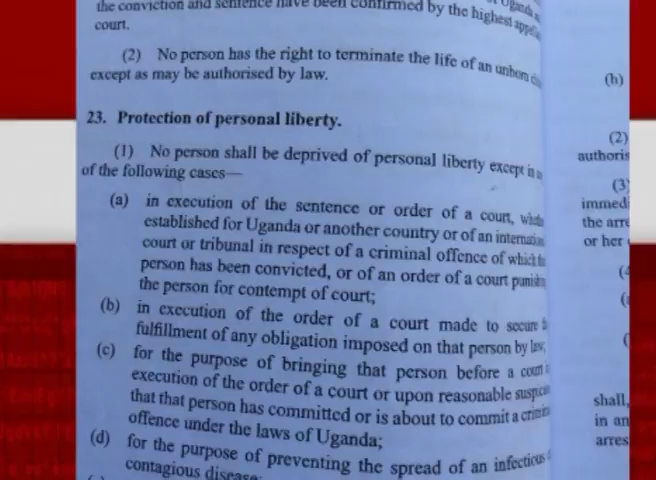 the conviction and sentence have been confirmed by the highest
court.
(2) No person has the right to terminate the life of an unborn
except as may be authorised by law.
23. Protection of personal liberty.
(1) No person shall be deprived of personal liberty except in
of the following cases—
(a) in execution of the sentence or order of a court,
established for Uganda or another country or of an
court or tribunal in respect of a criminal offence of which
person has been convicted, or of an order of a court
the person for contempt of court;
(b) in execution of the order of a court made to secure
fulfillment of any obligation imposed on that person by law;
(c) for the purpose of bringing that person before a court
execution of the order of a court or upon reasonable
that that person has committed or is about to commit a
offence under the laws of Uganda;
(d) for the purpose of preventing the spread of an infectious
contagious disease;
(h)
(2)
authoris
(3)
immed
the arre
or her
shall,
in an
arres